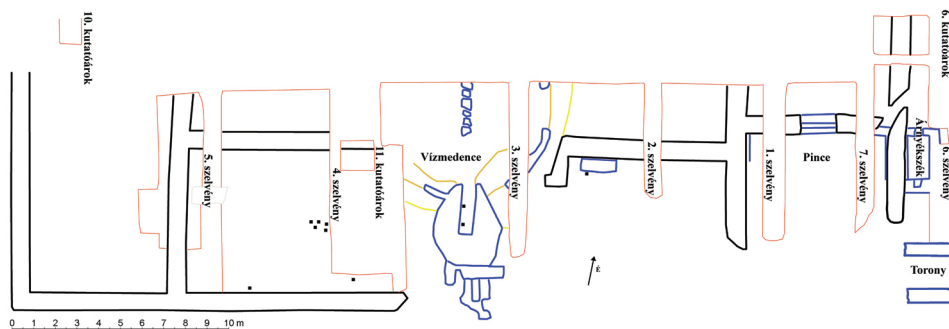 10. kutatóárok
5. szelvény
4. szelvény
11. kutatóárok
Vízmedence
3. szelvény
2. szelvény
1. szelvény
Pince
7. szelvény
6. kutatóárok
Árnyékszék
6. szelvény
Torony
É
0 1 2 3 4 5 6 7 8 9 10 m